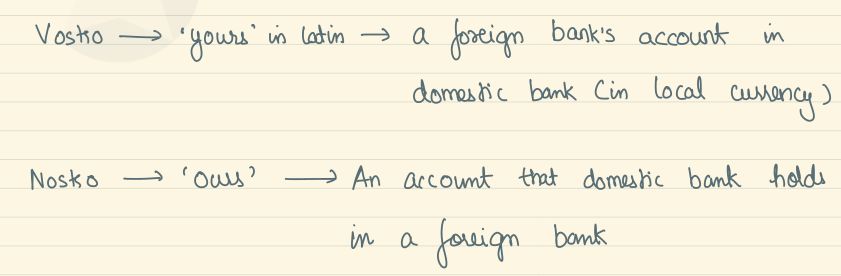 Vostro → 'yours' in latin → a foreign bank's account in
domestic bank (in local currency)
Nostro → 'ours' → An account that domestic bank holds
in a foreign bank